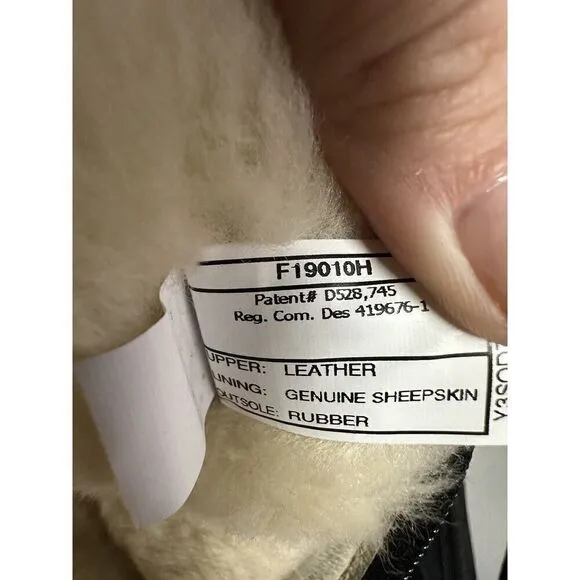 F19010H
Patent# D528,745
Reg. Com. Des 419676-1
UPPER: LEATHER
LINING: GENUINE SHEEPSKIN
OUTSOLE: RUBBER